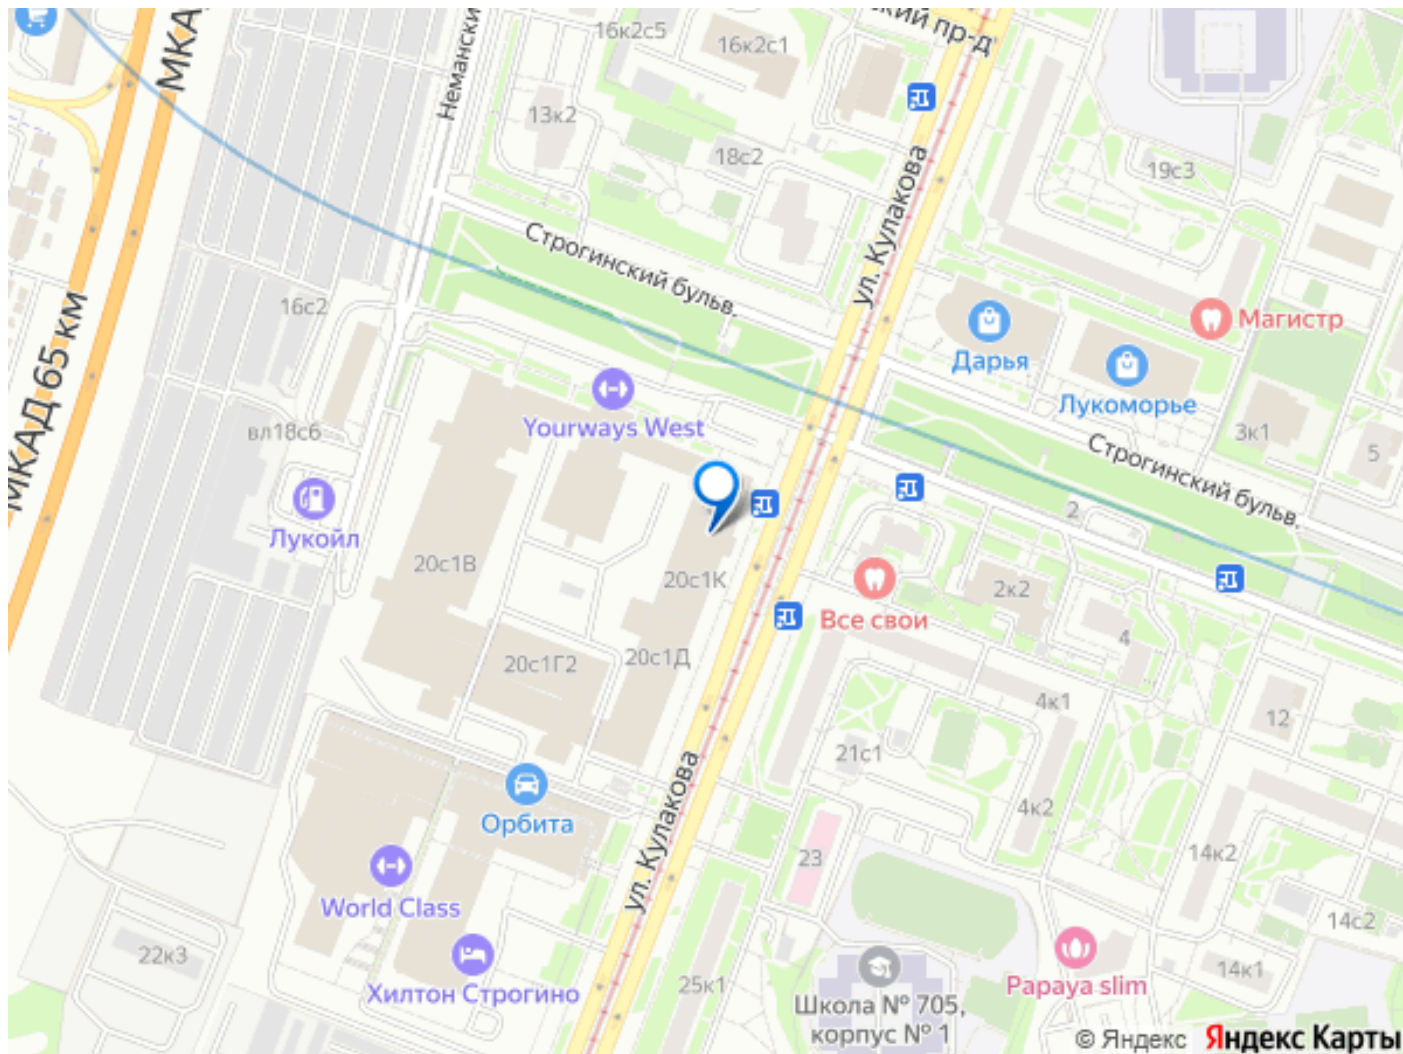 МКА
Неманский
16к2с5
16к2с1
ский пр-д
13к2
18с2
19с3
ул. Кулакова
Строгинский бульв.
16с2
МКАД 65 км
Дарья
Магистр
Лукоморье
вл18с6
Yourways West
3к1
5
Строгинский бульв.
Лукойл
2
20с1В
20с1К
2к2
Все свои
4
20с1Г2
20с1Д
4к1
12
21с1
ул. Кулакова
Орбита
4к2
23
14к2
World Class
14с2
22к3
Хилтон Строгино
25к1
Школа № 705,
корпус № 1
Papaya slim
14к1
© Яндекс Яндекс Карты